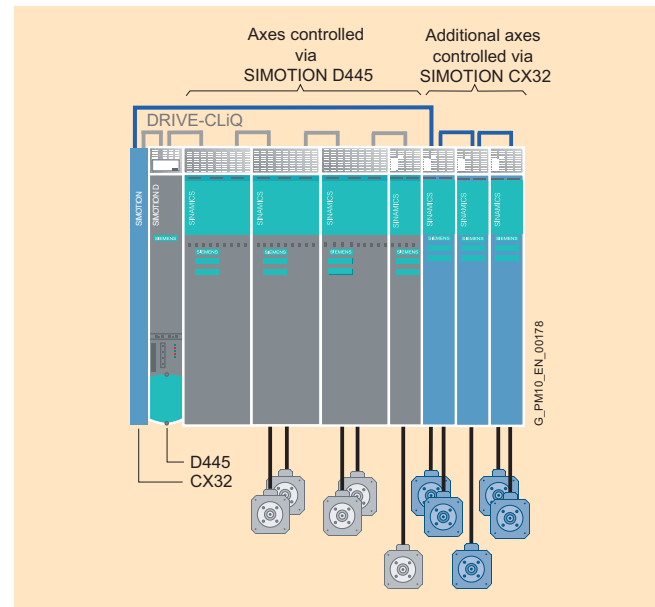 Axes controlled
via
SIMOTION D445
Additional axes
controlled via
SIMOTION CX32
DRIVE-CLiQ
SIMOTION
SIMOTION D
SINAMICS
SINAMICS
SINAMICS
SINAMICS
SINAMICS
SINAMICS
SINAMICS
SIEMENS
SIEMENS
SIEMENS
SIEMENS
SIEMENS
SIEMENS
SIEMENS
SIEMENS
G_PM10_EN_00178
D445
CX32